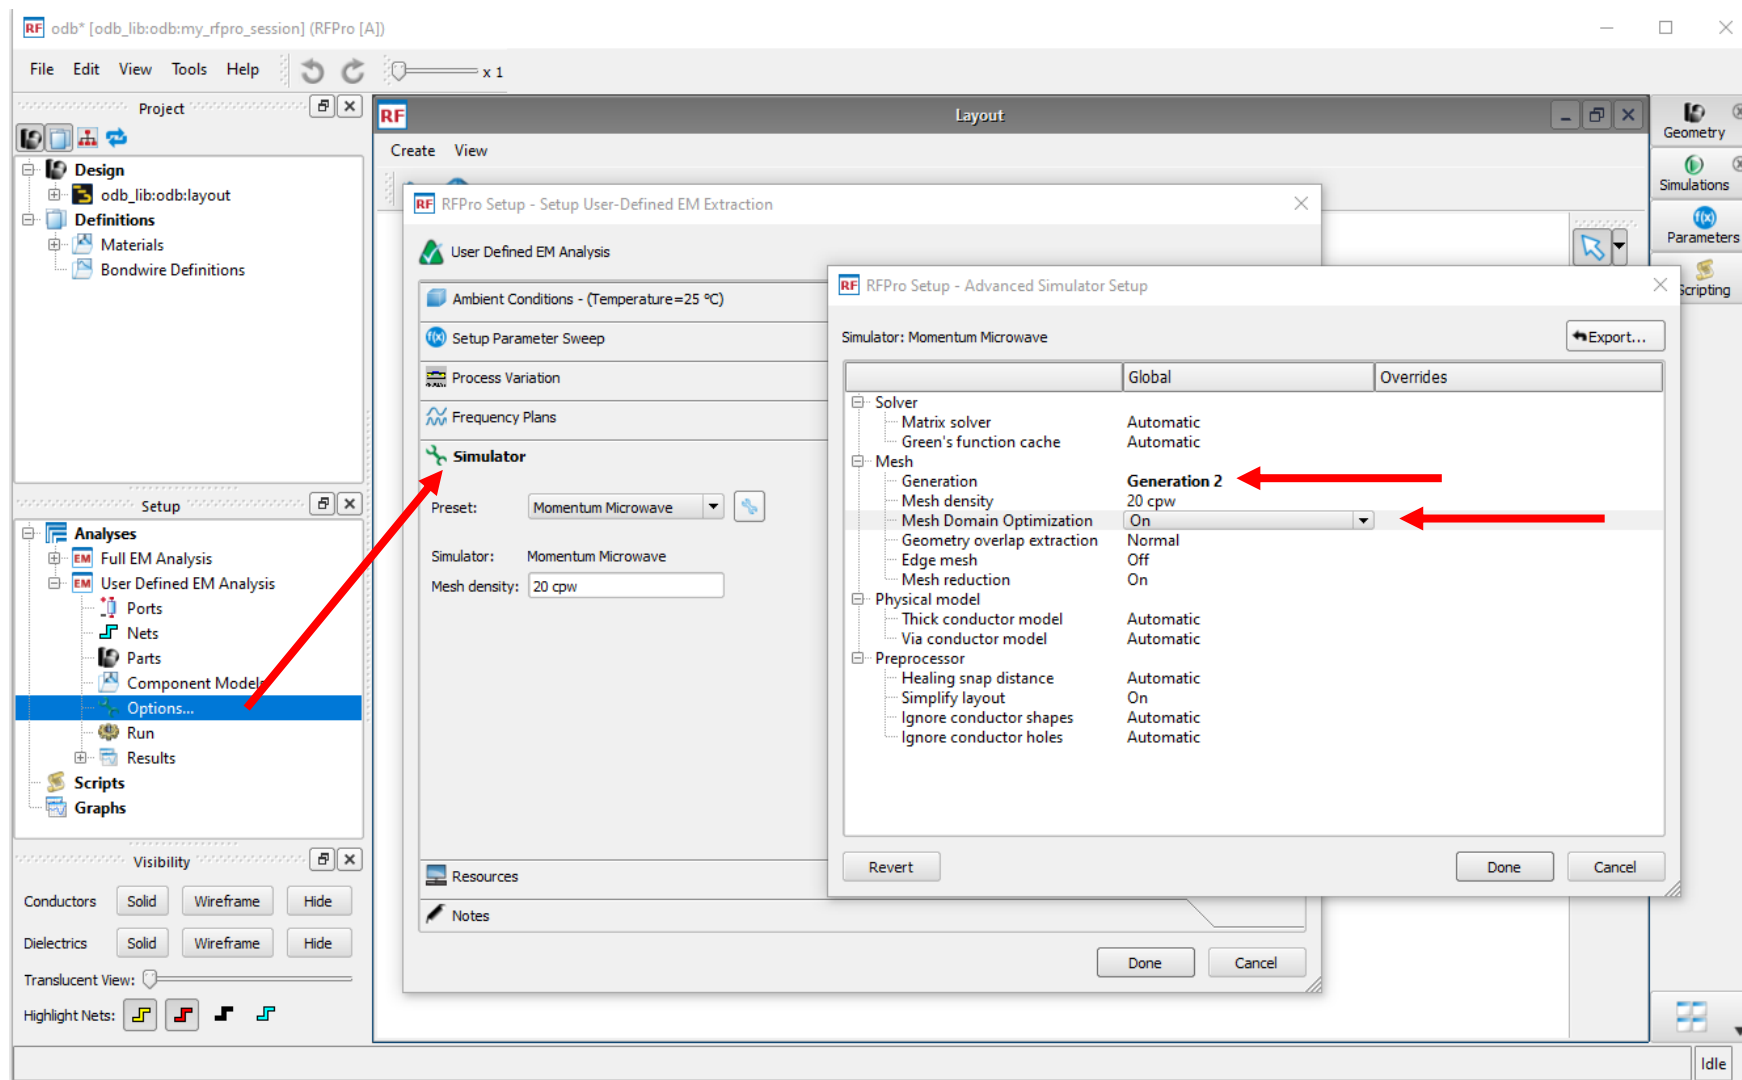 RF odb* [odb_lib:odb:my_rfpro_session] (RFPro [A])
File Edit View Tools Help x 1
Project
Design
odb_lib:odb:layout
Definitions
Materials
Bondwire Definitions
Setup
Analyses
EM Full EM Analysis
EM User Defined EM Analysis
Ports
Nets
Parts
Component Models
Options...
Run
Results
Scripts
Graphs
Visibility
Conductors Solid Wireframe Hide
Dielectrics Solid Wireframe Hide
Translucent View:
Highlight Nets:
RF Layout
Create View
RF RFPro Setup - Setup User-Defined EM Extraction
User Defined EM Analysis
Ambient Conditions - (Temperature=25 ºC)
f(x) Setup Parameter Sweep
Process Variation
Frequency Plans
Simulator
Preset: Momentum Microwave
Simulator: Momentum Microwave
Mesh density: 20 cpw
Resources
Notes
Done Cancel
RF RFPro Setup - Advanced Simulator Setup
Simulator: Momentum Microwave Export...
Global Overrides
Solver
Matrix solver Automatic
Green's function cache Automatic
Mesh
Generation Generation 2
Mesh density 20 cpw
Mesh Domain Optimization On
Geometry overlap extraction Normal
Edge mesh Off
Mesh reduction On
Physical model
Thick conductor model Automatic
Via conductor model Automatic
Preprocessor
Healing snap distance Automatic
Simplify layout On
Ignore conductor shapes Automatic
Ignore conductor holes Automatic
Revert Done Cancel
Geometry
Simulations
f(x)
Parameters
Scripting
Idle